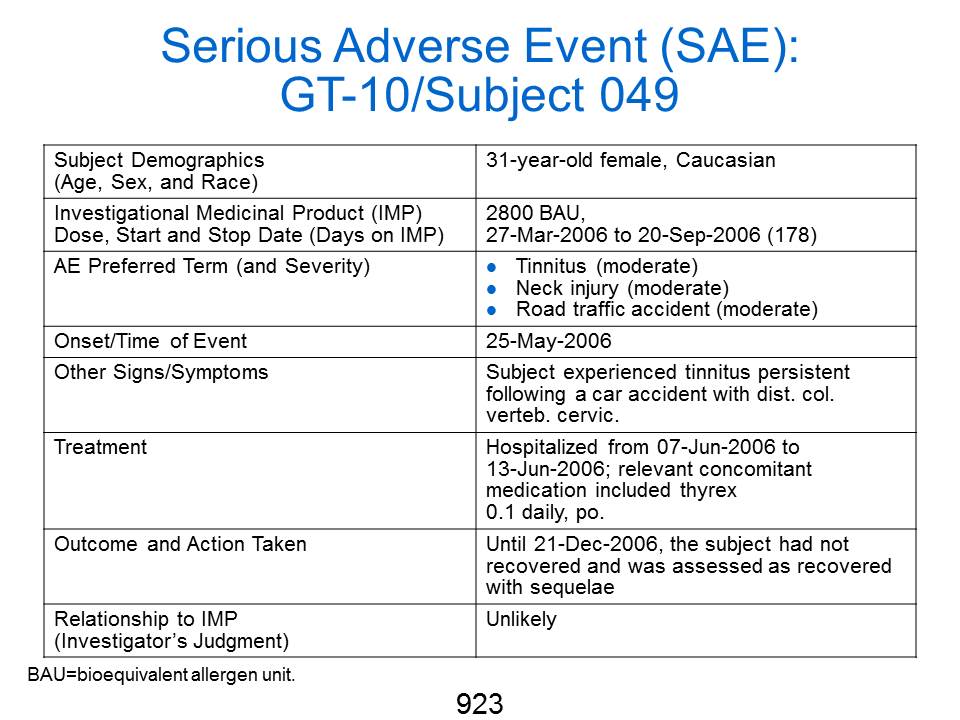 Serious Adverse Event (SAE):
GT-10/Subject 049
Subject Demographics
(Age, Sex, and Race)
31-year-old female, Caucasian
Investigational Medicinal Product (IMP)
Dose, Start and Stop Date (Days on IMP)
2800 BAU,
27-Mar-2006 to 20-Sep-2006 (178)
AE Preferred Term (and Severity)
● Tinnitus (moderate)
● Neck injury (moderate)
● Road traffic accident (moderate)
Onset/Time of Event
25-May-2006
Other Signs/Symptoms
Subject experienced tinnitus persistent
following a car accident with dist. col.
verteb. cervic.
Treatment
Hospitalized from 07-Jun-2006 to
13-Jun-2006; relevant concomitant
medication included thyrex
0.1 daily, po.
Outcome and Action Taken
Until 21-Dec-2006, the subject had not
recovered and was assessed as recovered
with sequelae
Relationship to IMP
(Investigator’s Judgment)
Unlikely
BAU=bioequivalent allergen unit.
923